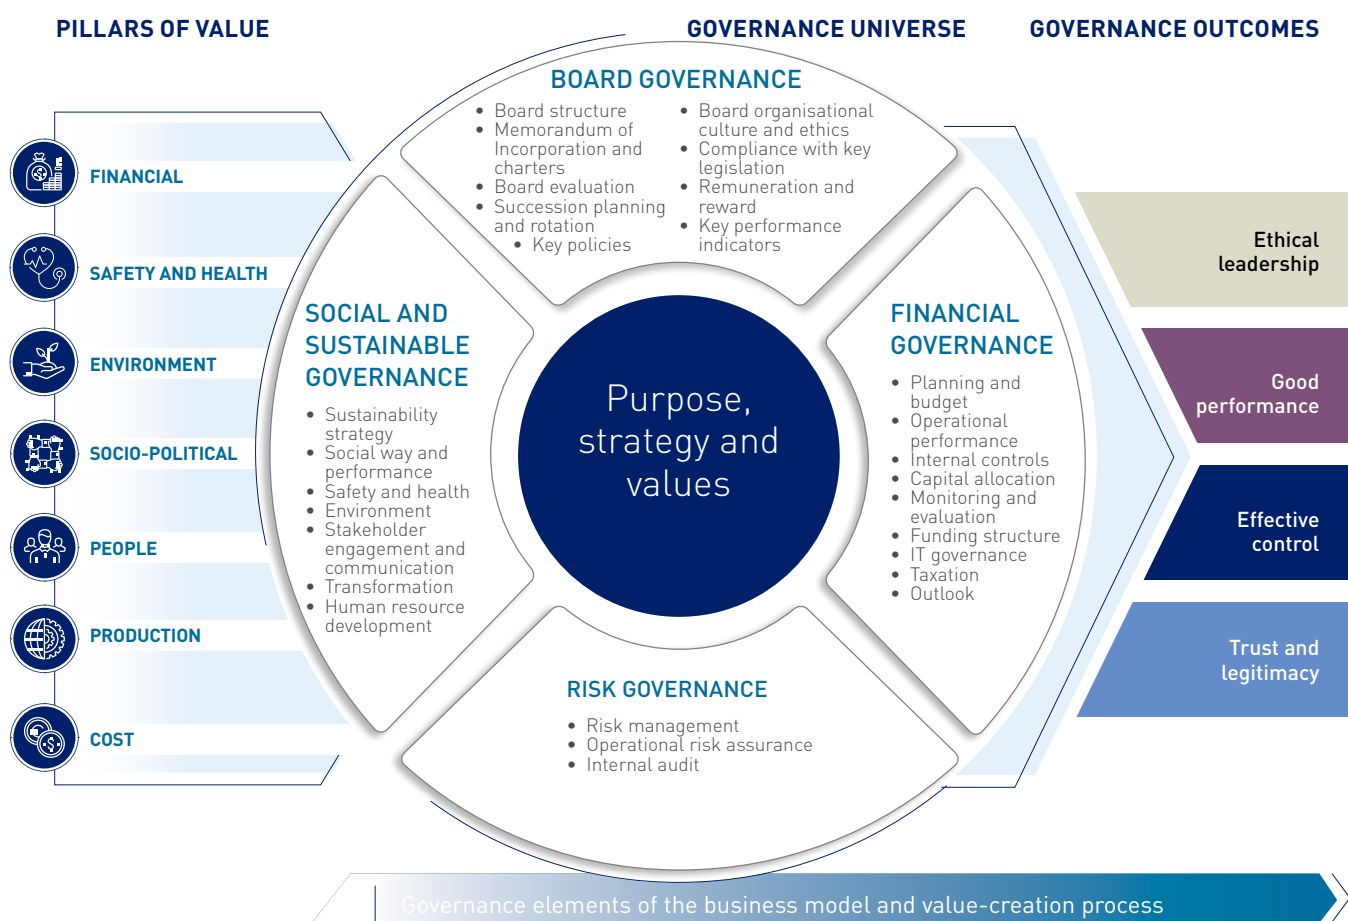 PILLARS OF VALUE
GOVERNANCE UNIVERSE
GOVERNANCE OUTCOMES
FINANCIAL
SAFETY AND HEALTH
ENVIRONMENT
SOCIO-POLITICAL
PEOPLE
PRODUCTION
COST
BOARD GOVERNANCE
• Board structure
• Memorandum of
Incorporation and
charters
• Board evaluation
• Succession planning
and rotation
• Key policies
• Board organisational
culture and ethics
• Compliance with key
legislation
• Remuneration and
reward
• Key performance
indicators
SOCIAL AND
SUSTAINABLE
GOVERNANCE
• Sustainability
strategy
• Social way and
performance
• Safety and health
• Environment
• Stakeholder
engagement and
communication
• Transformation
• Human resource
development
Purpose,
strategy and
values
FINANCIAL
GOVERNANCE
• Planning and
budget
• Operational
performance
• Internal controls
• Capital allocation
• Monitoring and
evaluation
• Funding structure
• IT governance
• Taxation
• Outlook
RISK GOVERNANCE
• Risk management
• Operational risk assurance
• Internal audit
Ethical
leadership
Good
performance
Effective
control
Trust and
legitimacy
Governance elements of the business model and value-creation process